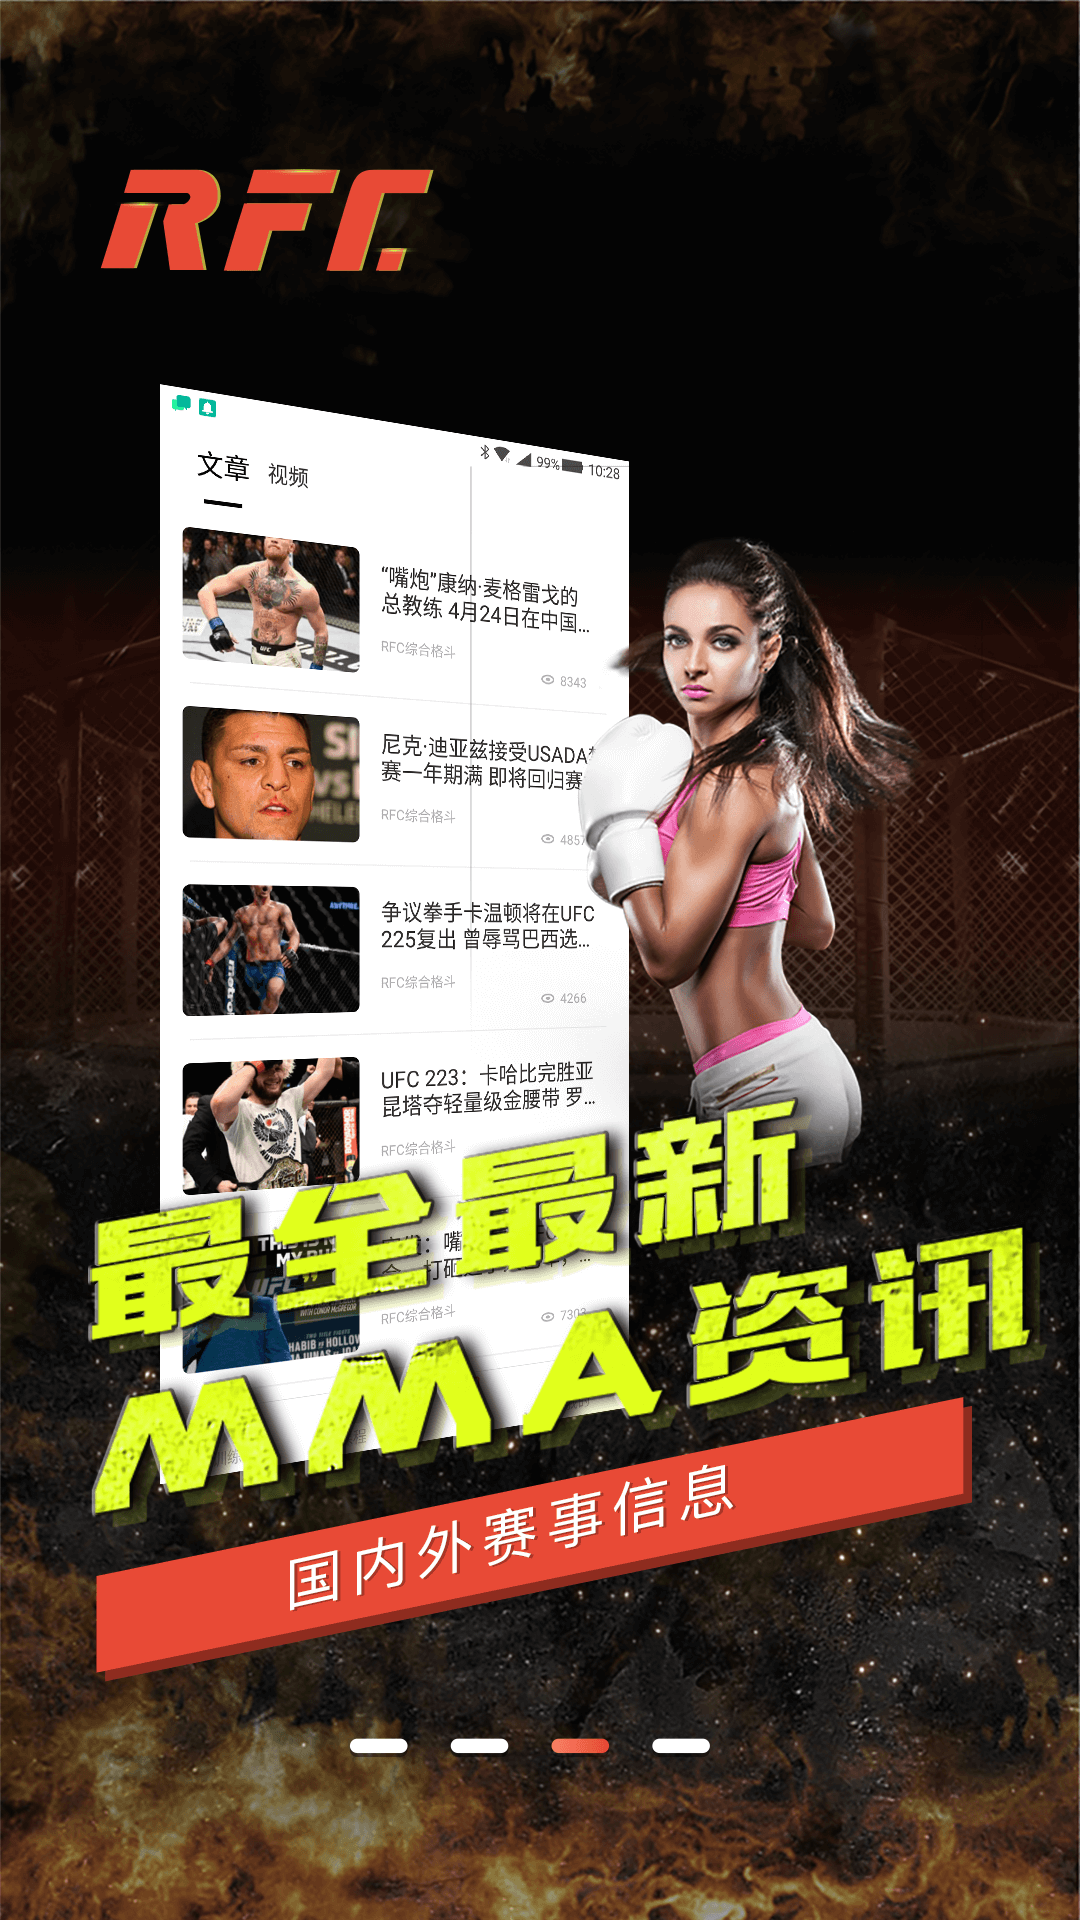 RFC
99% 10:28
文章 视频
“嘴炮”康纳·麦格雷戈的
总教练 4月24日在中国...
RFC综合格斗
8343
尼克·迪亚兹接受USADA
赛一年期满 即将回归赛
RFC综合格斗
4857
争议拳手卡温顿将在UFC
225复出 曾辱骂巴西选...
RFC综合格斗
4266
UFC 223：卡哈比完胜亚
昆塔夺轻量级金腰带 罗...
RFC综合格斗
RFC综合格斗
7303
最全最新
MMA资讯
国内外赛事信息